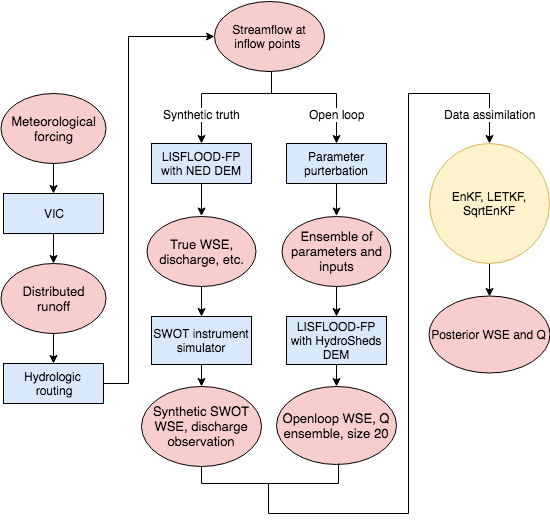 Streamflow at
inflow points
Synthetic truth
Open loop
Data assimilation
Meteorological
forcing
VIC
Distributed
runoff
Hydrologic
routing
LISFLOOD-FP
with NED DEM
True WSE,
discharge, etc.
SWOT instrument
simulator
Synthetic SWOT
WSE, discharge
observation
Parameter
purterbation
Ensemble of
parameters and
inputs
LISFLOOD-FP
with HydroSheds
DEM
Openloop WSE, Q
ensemble, size 20
EnKF, LETKF,
SqrtEnKF
Posterior WSE and Q